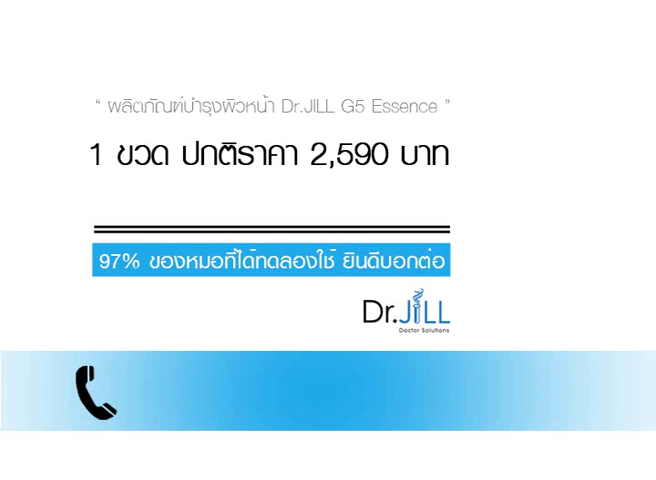 “ ผลิตภัณฑ์บำรุงผิวหน้า Dr.JILL G5 Essence ”
1 ขวด ปกติราคา 2,590 บาท
97% ของหมอที่ได้ทดลองใช้ ยินดีบอกต่อ
Dr.JiLL
Doctor Solutions